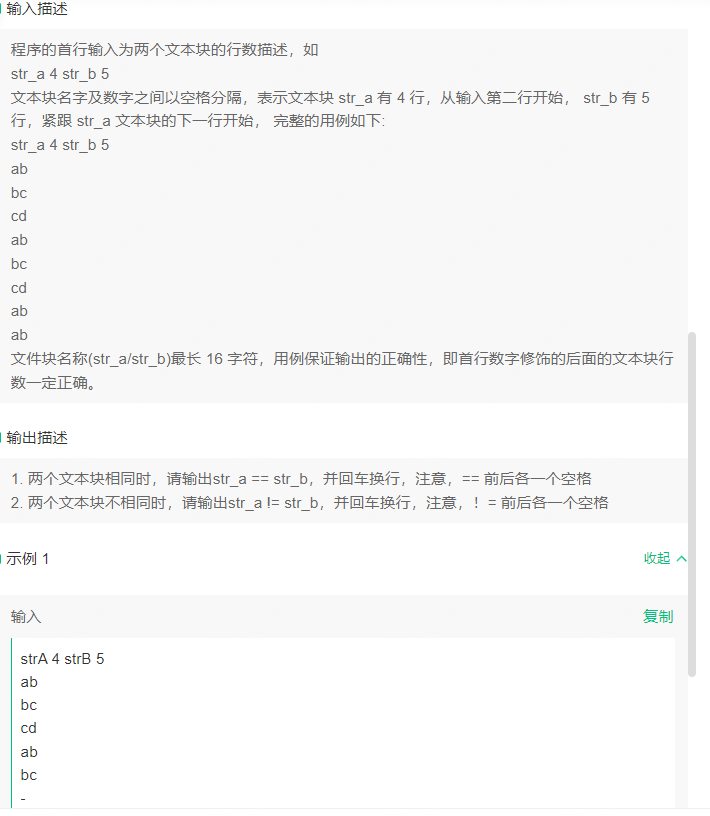 输入描述
程序的首行输入为两个文本块的行数描述，如
str_a 4 str_b 5
文本块名字及数字之间以空格分隔，表示文本块 str_a 有 4 行，从输入第二行开始， str_b 有 5
行，紧跟 str_a 文本块的下一行开始， 完整的用例如下:
str_a 4 str_b 5
ab
bc
cd
ab
bc
cd
ab
ab
文件块名称(str_a/str_b)最长 16 字符，用例保证输出的正确性，即首行数字修饰的后面的文本块行
数一定正确。
输出描述
1. 两个文本块相同时，请输出str_a == str_b，并回车换行，注意，== 前后各一个空格
2. 两个文本块不相同时，请输出str_a != str_b，并回车换行，注意，！= 前后各一个空格
示例 1
收起
输入
复制
strA 4 strB 5
ab
bc
cd
ab
bc
-